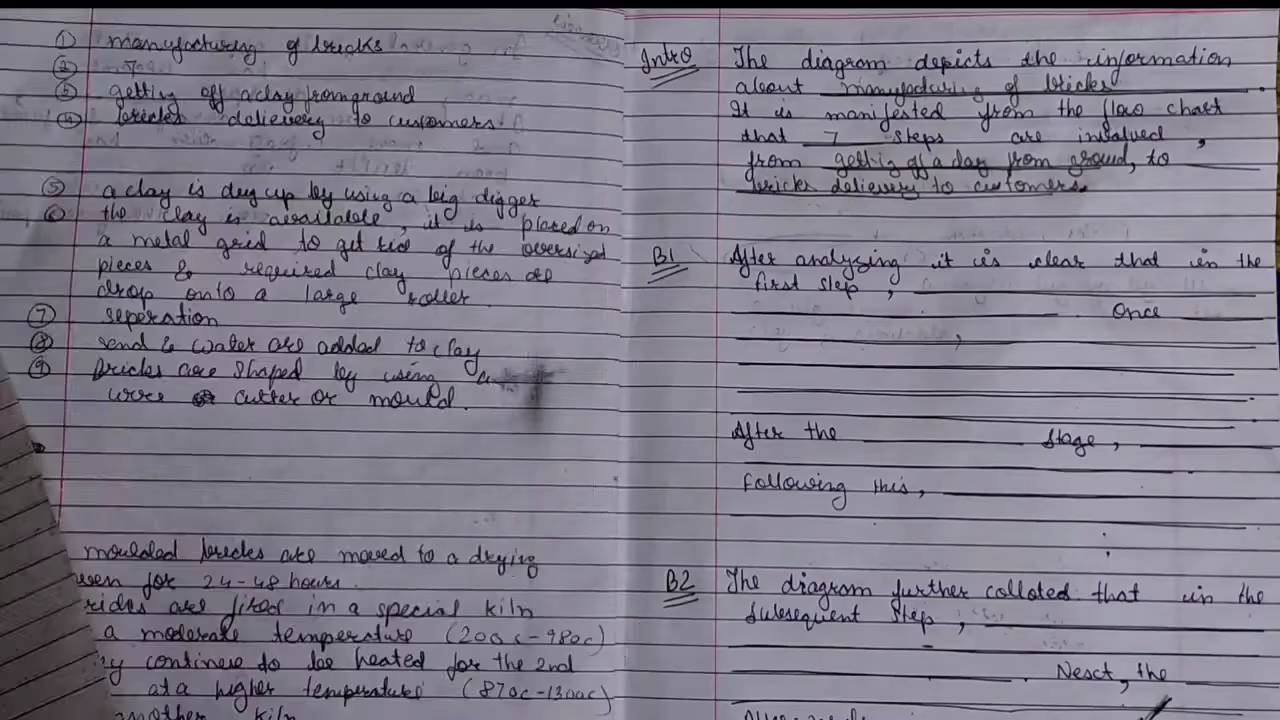 ① manufacturing of bricks
② 7
③ getting off a clay from ground
④ bricks delievery to customers
⑤ a clay is dug up by using a big digger
⑥ the clay is available, it is placed on
a metal grid to get rid of the oversized
pieces & required clay pieces are
drop onto a large roller.
⑦ seperation
⑧ send & water are added to clay
⑨ Bricks are shaped by using a
wire cutter or mould.
moulded bricks are moved to a drying
for 24-48 hours.
are fired in a special kiln
a moderate temperature (200c-980c)
continue to be heated for the 2nd
at a higher temperature (870c-1300c)
another kiln
Intro The diagram depicts the information
about manufacturing of bricks.
It is manifested from the flow chart
that 7 steps are involved,
from getting off a clay from ground, to
bricks delievery to customers.
B1 After analyzing it is clear that in the
first step,
Once
,
After the stage,
following this,
B2 The diagram further collated that in the
subsequent step,
Next, the